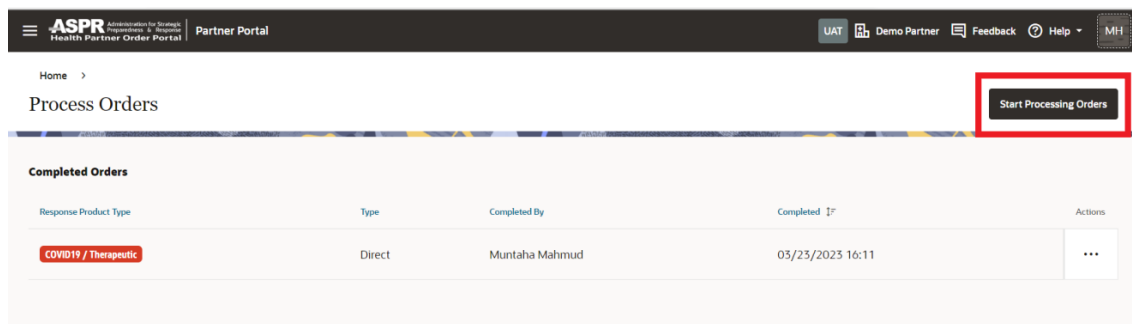 ASPR Administration for Strategic Preparedness & Response
Health Partner Order Portal
Partner Portal
UAT Demo Partner Feedback Help MH
Home >
Process Orders
Start Processing Orders
Completed Orders
Response Product Type Type Completed By Completed Actions
COVID19 / Therapeutic Direct Muntaha Mahmud 03/23/2023 16:11 ...